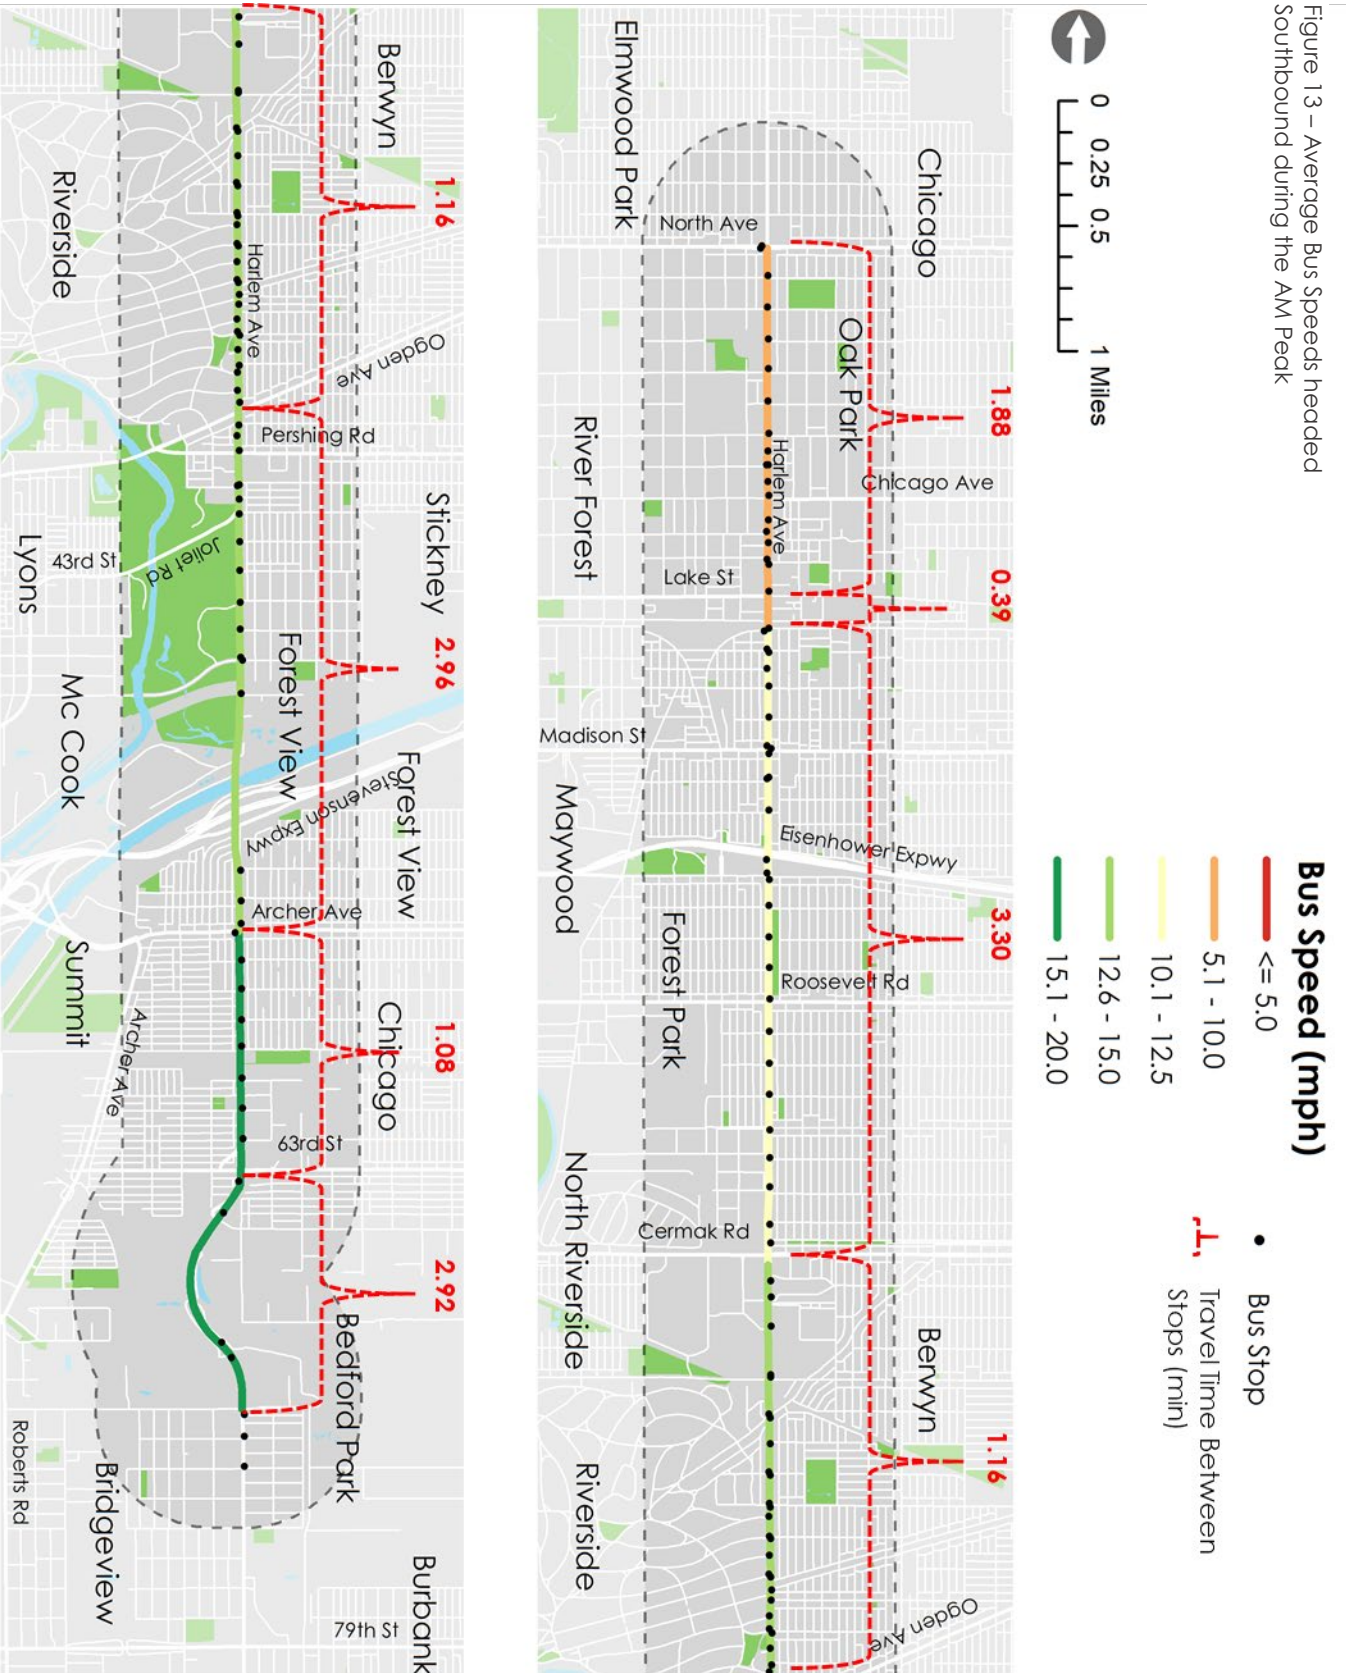 Figure 13 – Average Bus Speeds headed
Southbound during the AM Peak
Bus Speed (mph)
<= 5.0
5.1 - 10.0
10.1 - 12.5
12.6 - 15.0
15.1 - 20.0
Bus Stop
Travel Time Between
Stops (min)
0 0.25 0.5 1 Miles
Chicago
1.88
0.39
3.30
1.16
Chicago Ave
Oak Park
Eisenhower Expwy
Roosevelt Rd
Berwyn
Ogden Ave
North Ave
Harlem Ave
Lake St
Madison St
Forest Park
Cermak Rd
Elmwood Park
River Forest
Maywood
North Riverside
Riverside
Berwyn
1.16
Stickney
2.96
Forest View
Chicago
1.08
2.92
Burbank
Ogden Ave
Stevenson Expwy
79th St
Harlem Ave
Pershing Rd
Forest View
Archer Ave
63rd St
Bedford Park
43rd St
Joliet Rd
Archer Ave
Bridgeview
Riverside
Lyons
Mc Cook
Summit
Roberts Rd